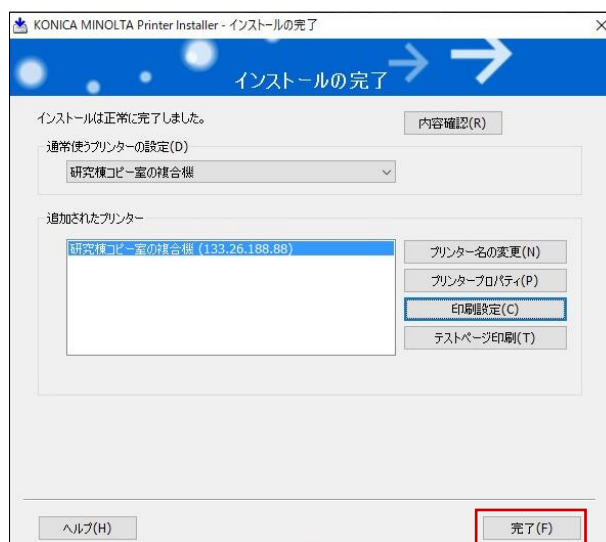 KONICA MINOLTA Printer Installer - インストールの完了
インストールの完了
インストールは正常に完了しました。
内容確認(R)
通常使うプリンターの設定(D)
研究棟コピー室の複合機
追加されたプリンター
研究棟コピー室の複合機 (133.26.188.88)
プリンター名の変更(N)
プリンタープロパティ(P)
印刷設定(C)
テストページ印刷(T)
ヘルプ(H)
完了(F)